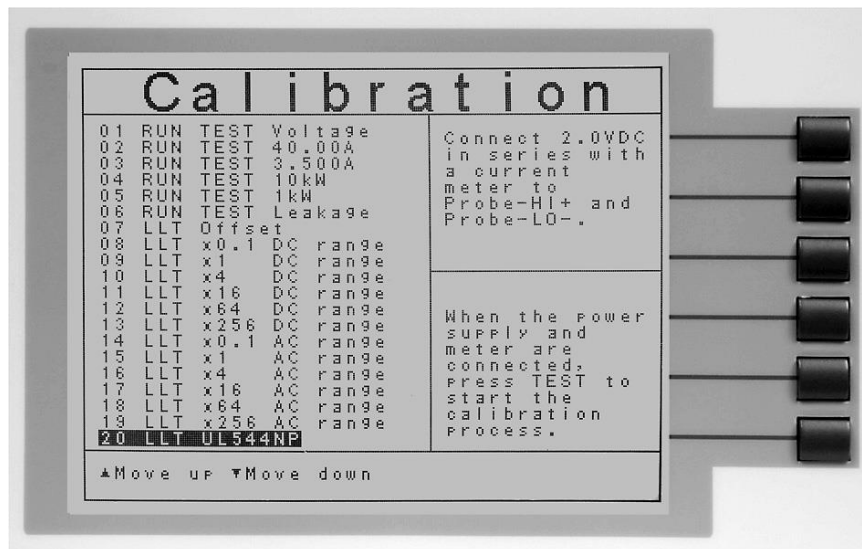 Calibration
01 RUN TEST Voltage
02 RUN TEST 40.00A
03 RUN TEST 3.500A
04 RUN TEST 10kW
05 RUN TEST 1kW
06 RUN TEST Leakage
07 LLT Offset
08 LLT x0.1 DC range
09 LLT x1 DC range
10 LLT x4 DC range
11 LLT x16 DC range
12 LLT x64 DC range
13 LLT x256 DC range
14 LLT x0.1 AC range
15 LLT x1 AC range
16 LLT x4 AC range
17 LLT x16 AC range
18 LLT x64 AC range
19 LLT x256 AC range
20 LLT UL544NP
Connect 2.0VDC
in series with
a current
meter to
Probe-HI+ and
Probe-LO-.
When the power
supply and
meter are
connected,
press TEST to
start the
calibration
process.
▲Move up ▼Move down